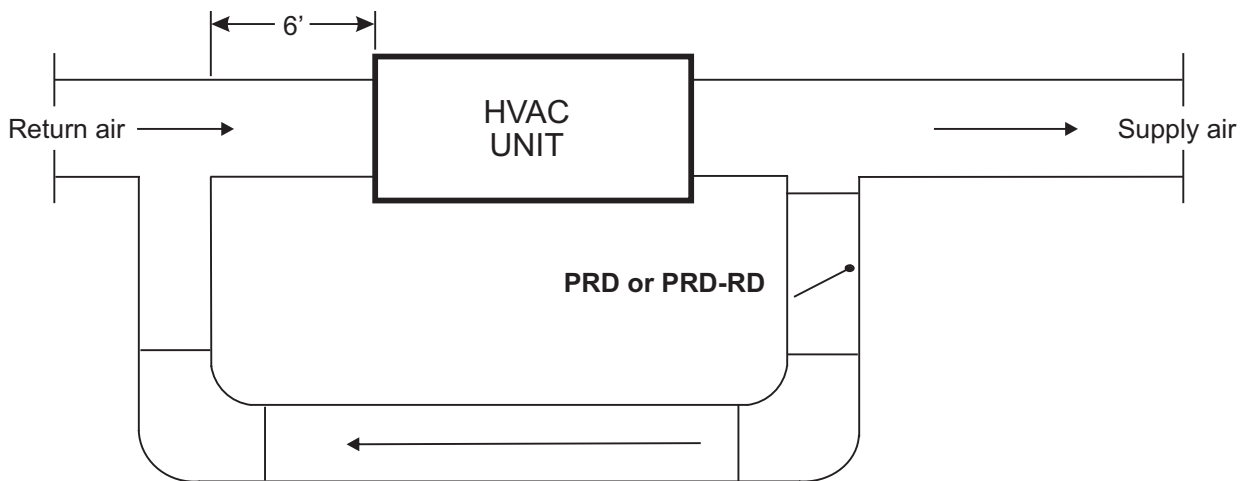 6’
HVAC
UNIT
Return air
Supply air
PRD or PRD-RD